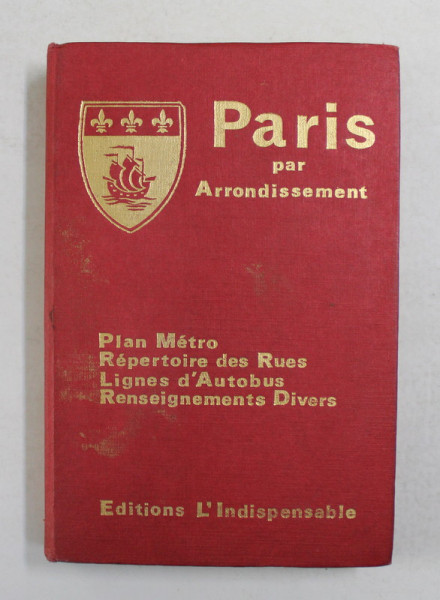 Paris
par
Arrondissement
Plan Métro
Répertoire des Rues
Lignes d'Autobus
Renseignements Divers
Editions L'Indispensable